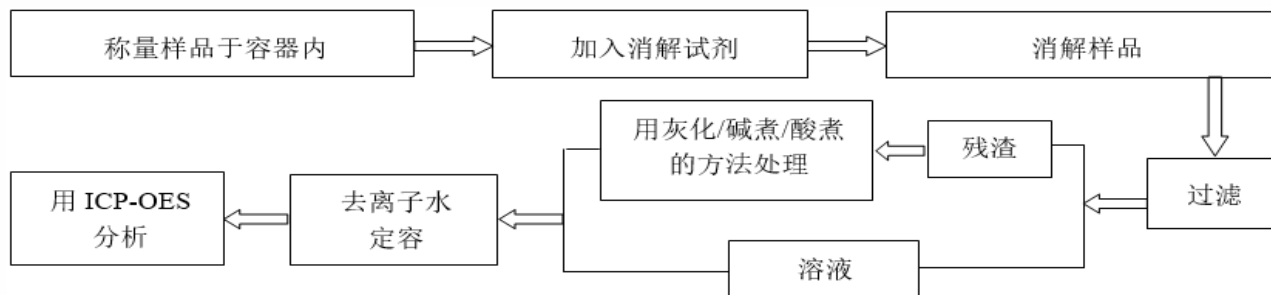 称量样品于容器内
加入消解试剂
消解样品
过滤
残渣
用灰化/碱煮/酸煮
的方法处理
溶液
去离子水
定容
用 ICP-OES
分析